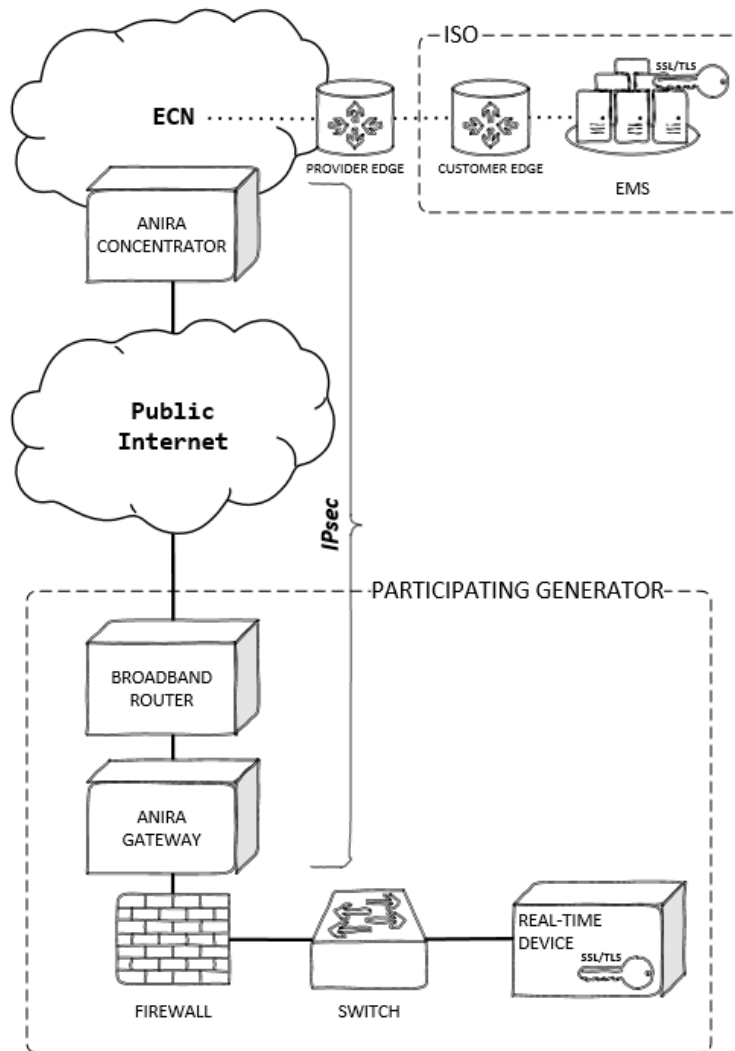 ISO
SSL/TLS
ECN
PROVIDER EDGE
CUSTOMER EDGE
EMS
ANIRA
CONCENTRATOR
Public
Internet
IPsec
PARTICIPATING GENERATOR
BROADBAND
ROUTER
ANIRA
GATEWAY
REAL-TIME
DEVICE
SSL/TLS
FIREWALL
SWITCH